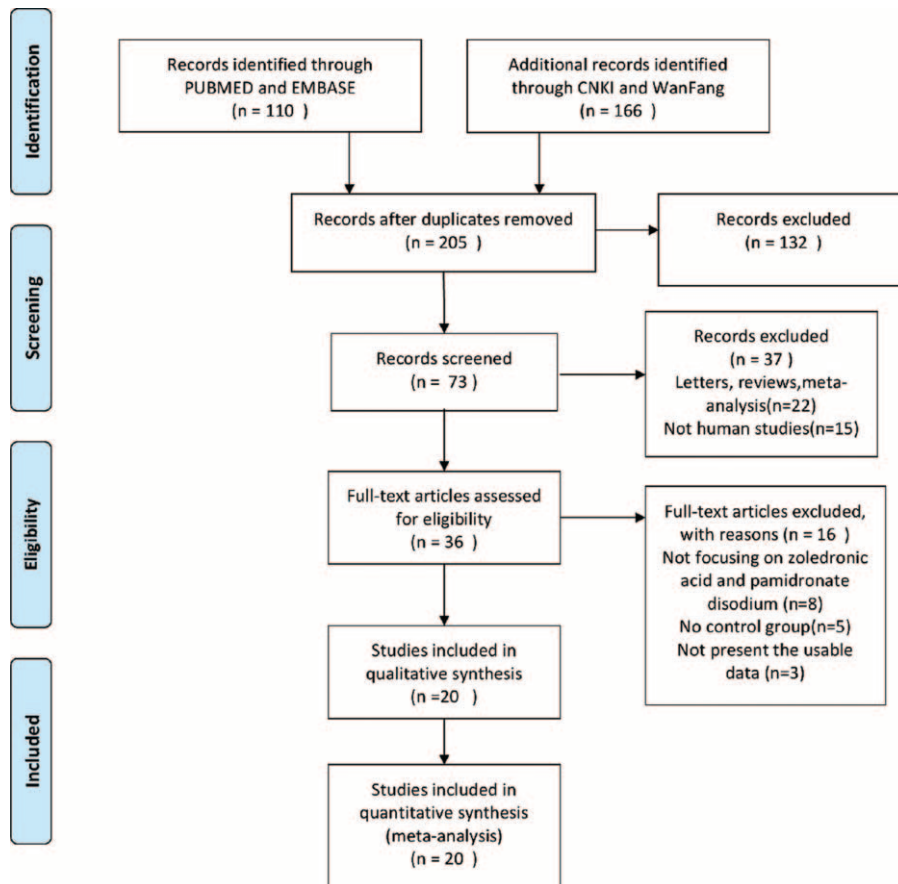 Identification
Records identified through
PUBMED and EMBASE
(n = 110  )
Additional records identified
through CNKI and WanFang
(n = 166  )
Screening
Records after duplicates removed
(n = 205  )
Records excluded
(n = 132  )
Records screened
(n =  73  )
Records excluded
(n = 37  )
Letters, reviews,meta-
analysis(n=22)
Not human studies(n=15)
Eligibility
Full-text articles assessed
for eligibility
(n = 36  )
Full-text articles excluded,
with reasons (n = 16  )
Not focusing on zoledronic
acid and pamidronate
disodium (n=8)
No control group(n=5)
Not present the usable
data (n=3)
Included
Studies included in
qualitative synthesis
(n =20  )
Studies included in
quantitative synthesis
(meta-analysis)
(n = 20  )